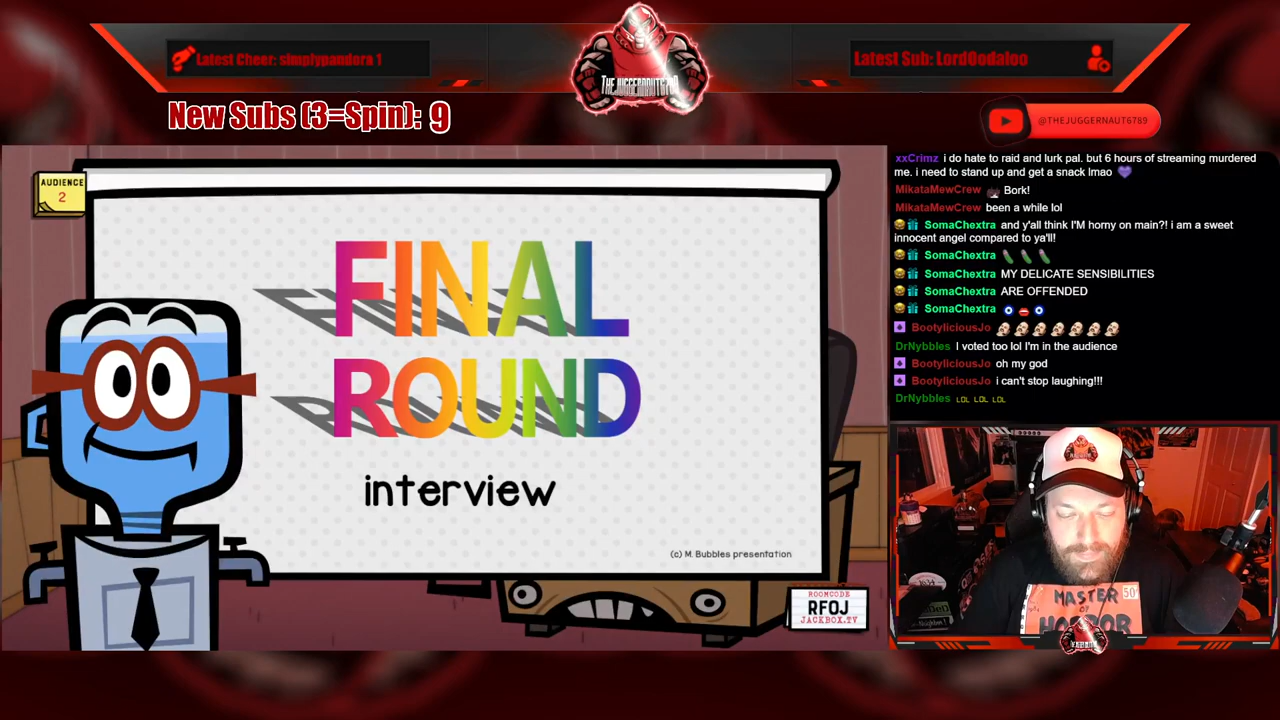 Latest Cheer: simplypandora 1
THEJUGGERNAUT6789
Latest Sub: LordOodaloo
New Subs (3=Spin): 9
@THEJUGGERNAUT6789
AUDIENCE
2
FINAL
ROUND
interview
(c) M. Bubbles presentation
ROOMCODE
RFOJ
JACKBOX.TV
xxCrimz i do hate to raid and lurk pal. but 6 hours of streaming murdered
me. i need to stand up and get a snack lmao
MikataMewCrew Bork!
MikataMewCrew been a while lol
SomaChextra and y'all think I'M horny on main?! i am a sweet
innocent angel compared to ya'll!
SomaChextra
SomaChextra MY DELICATE SENSIBILITIES
SomaChextra ARE OFFENDED
SomaChextra
BootyliciousJo
DrNybbles I voted too lol I'm in the audience
BootyliciousJo oh my god
BootyliciousJo i can't stop laughing!!!
DrNybbles LOL LOL LOL
MASTER
OF
HORROR
50¢